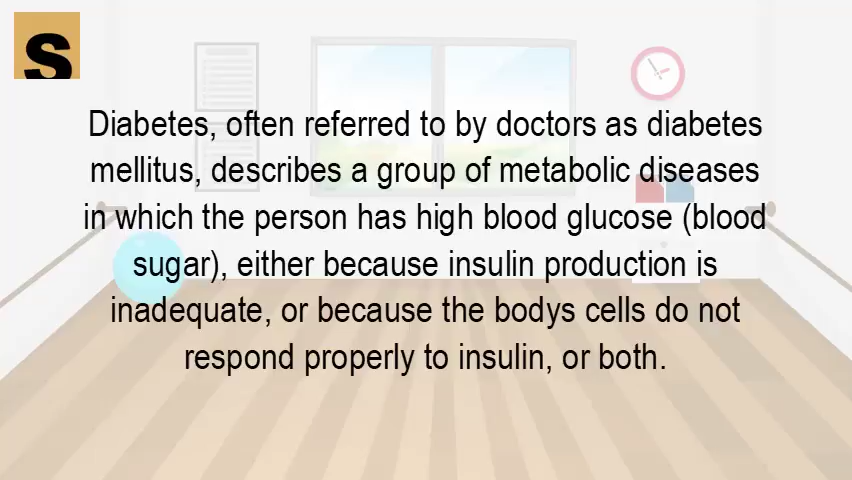 S
Diabetes, often referred to by doctors as diabetes
mellitus, describes a group of metabolic diseases
in which the person has high blood glucose (blood
sugar), either because insulin production is
inadequate, or because the bodys cells do not
respond properly to insulin, or both.